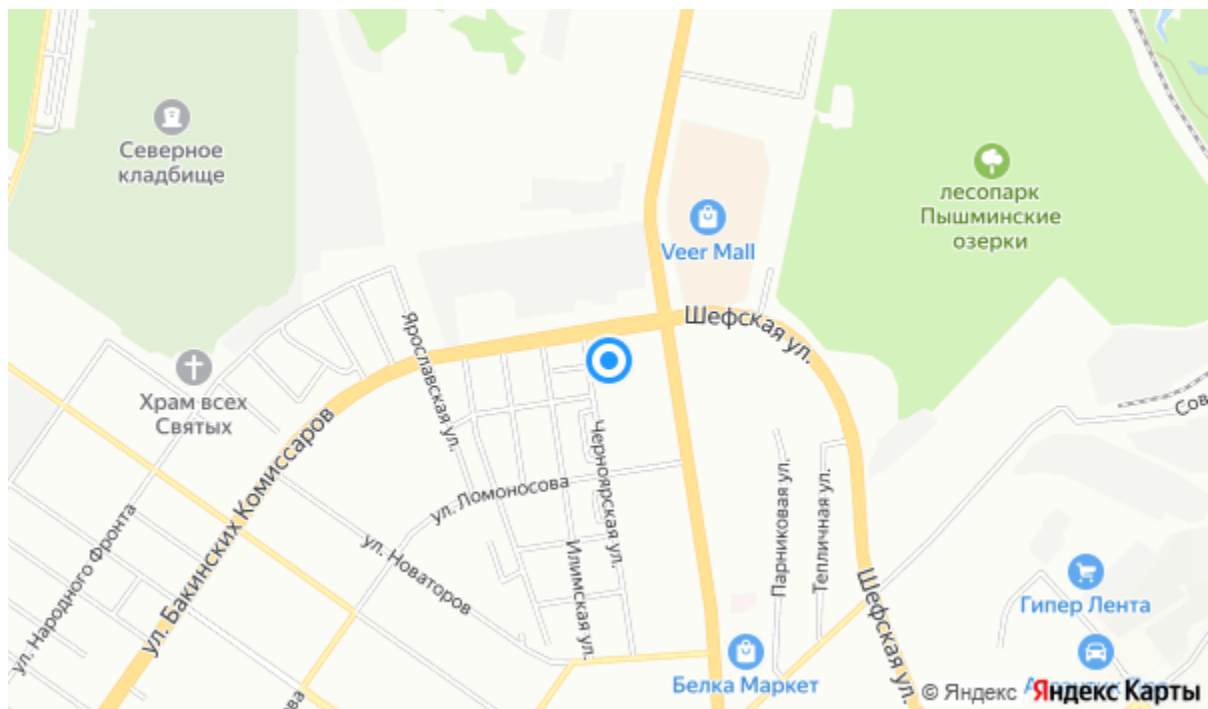 Северное
кладбище
лесопарк
Пышминские
озерки
Veer Mall
Шефская ул.
Ярославская ул.
Храм всех
Святых
ул. Бакинских Комиссаров
Черноярская ул.
ул. Ломоносова
Парниковая ул.
Тепличная ул.
ул. Народного Фронта
ул. Новаторов
Илимская ул.
Шефская ул.
Гипер Лента
Белка Маркет
© Яндекс Яндекс Карты